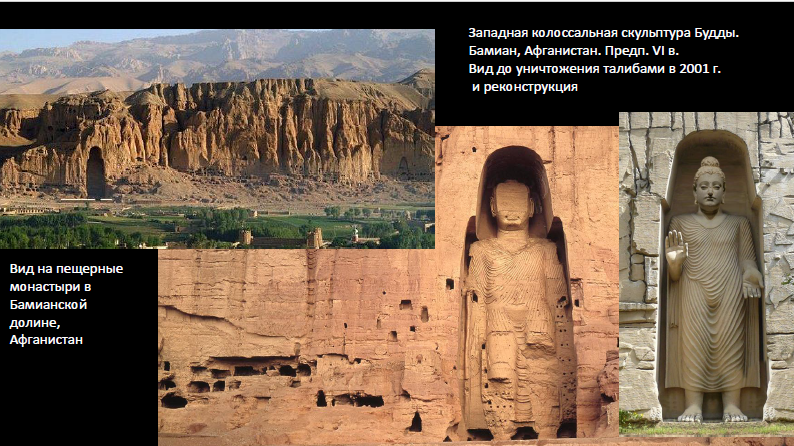 Западная колоссальная скульптура Будды.
Бамиан, Афганистан. Предп. VI в.
Вид до уничтожения талибами в 2001 г.
и реконструкция
Вид на пещерные
монастыри в
Бамианской
долине,
Афганистан